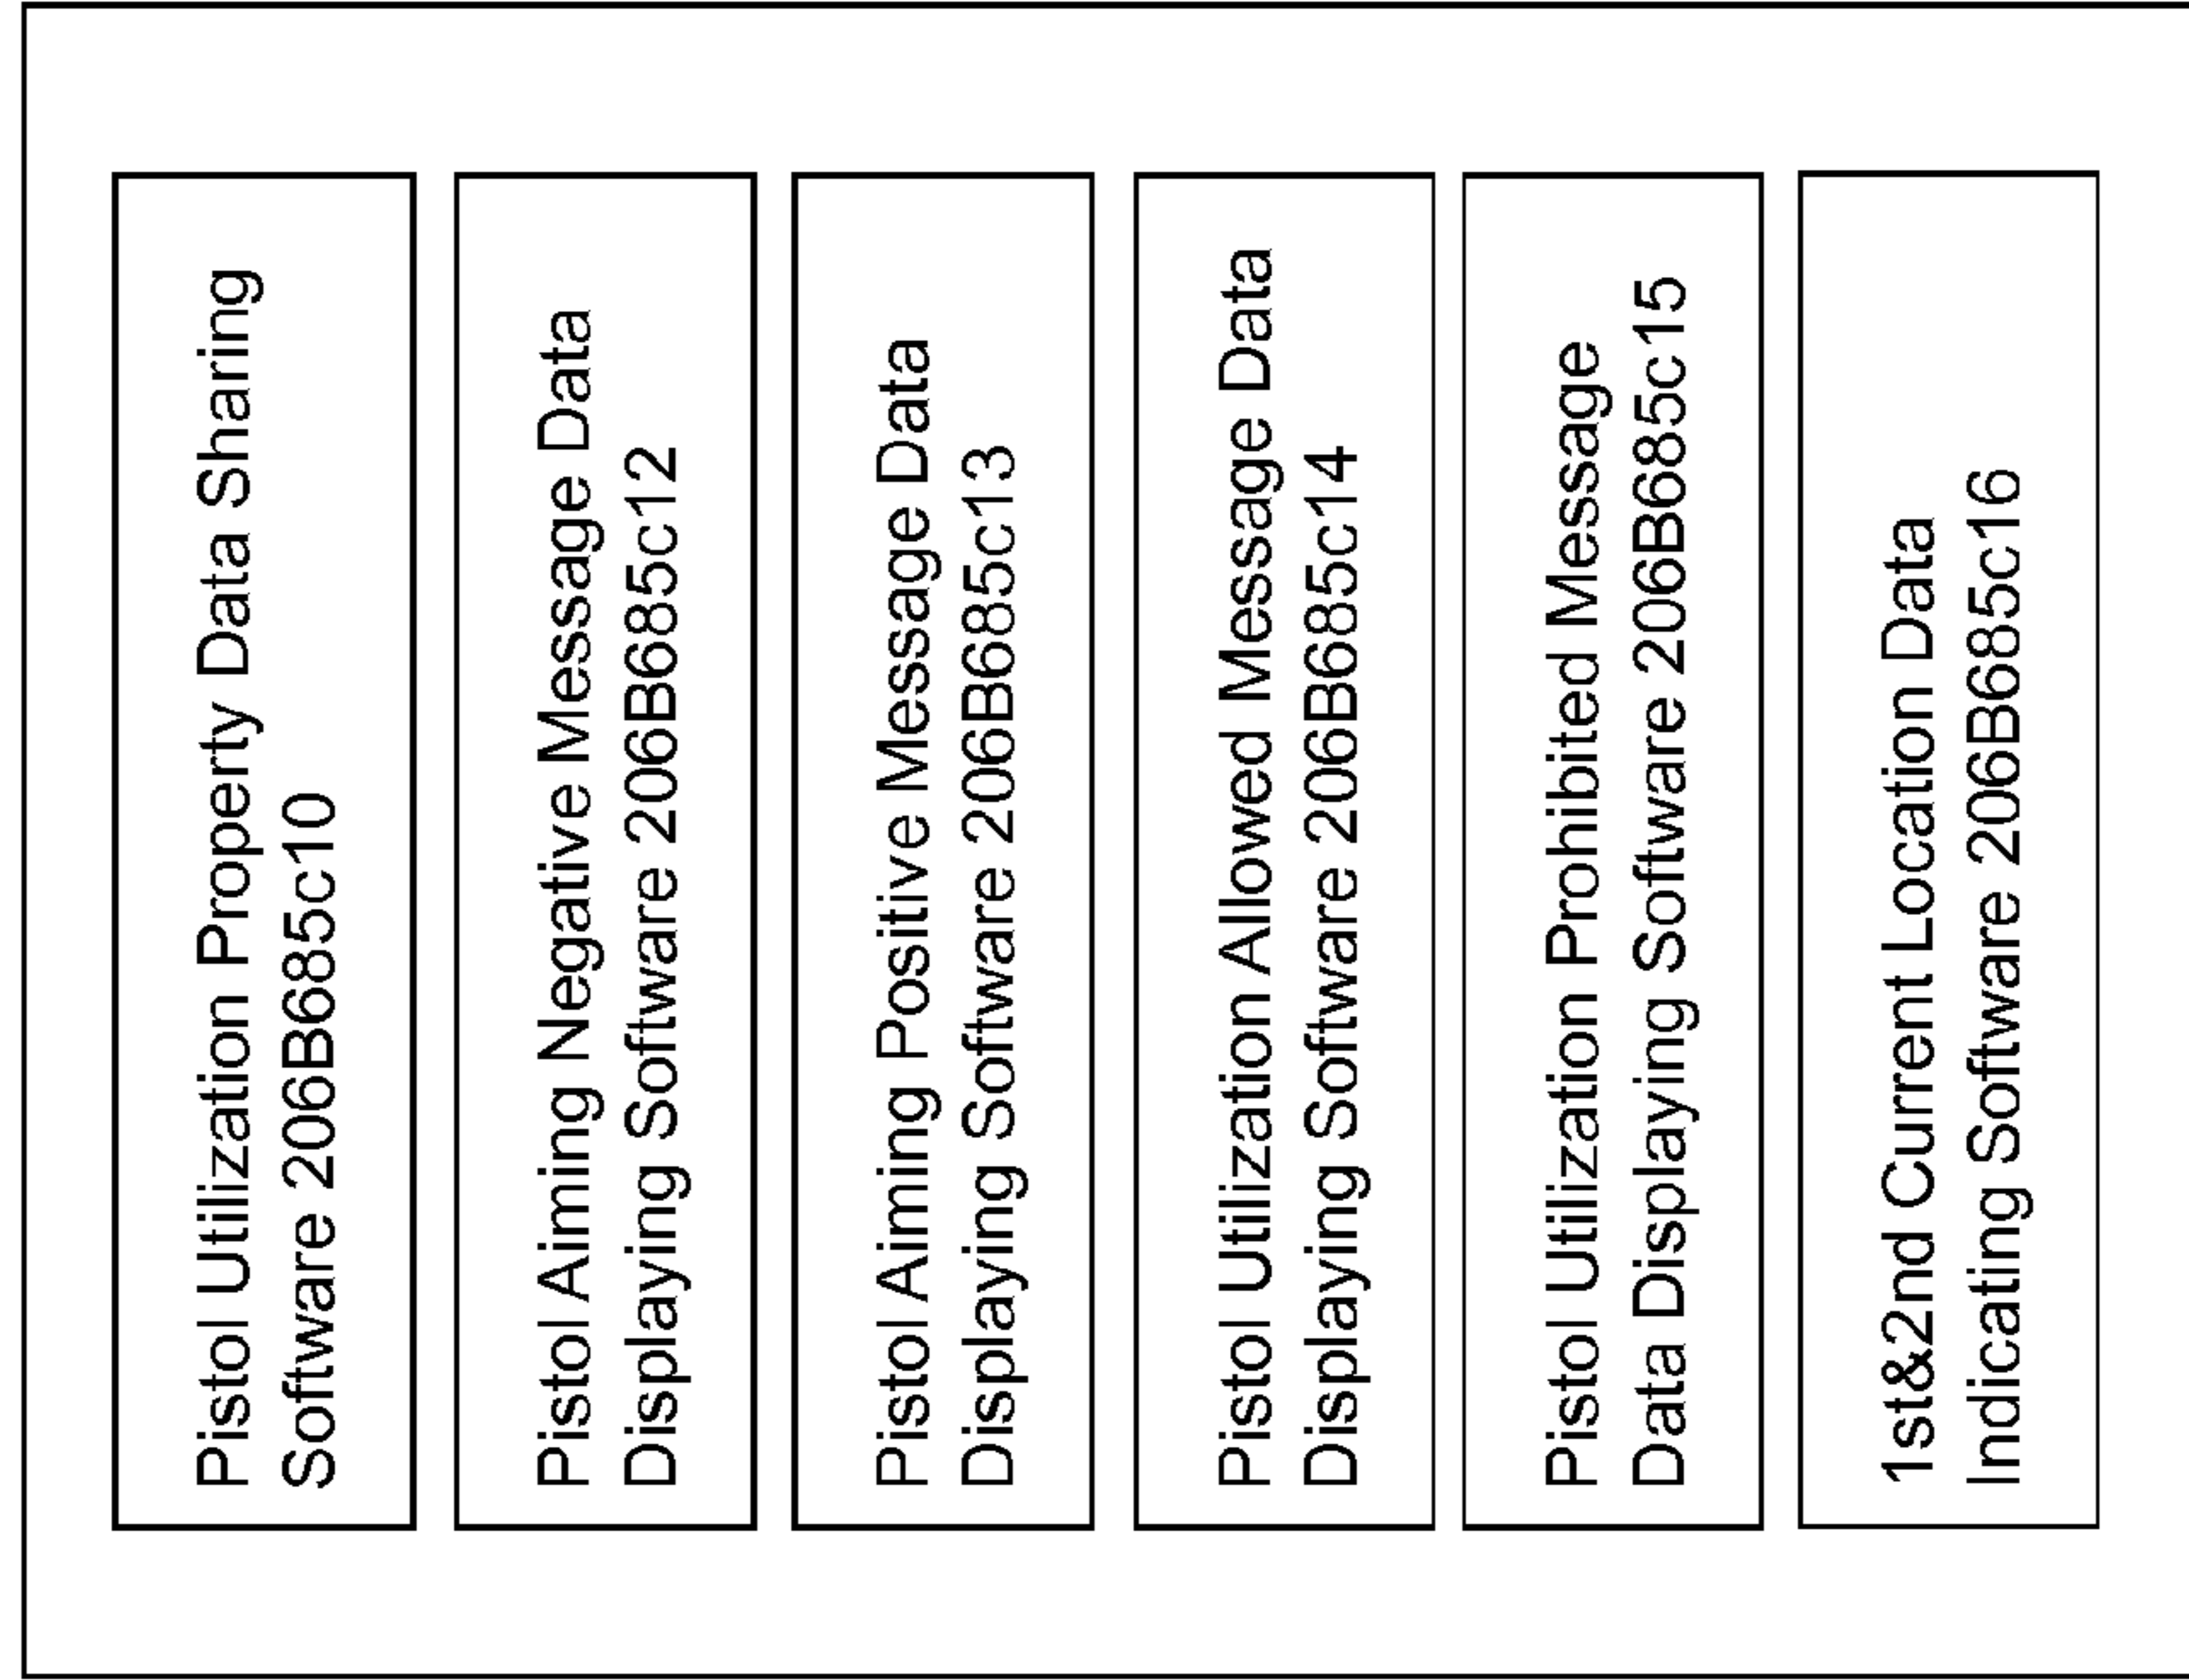 Pistol Utilization Property Data Sharing
Software 206B685c10
Pistol Aiming Negative Message Data
Displaying Software 206B685c12
Pistol Aiming Positive Message Data
Displaying Software 206B685c13
Pistol Utilization Allowed Message Data
Displaying Software 206B685c14
Pistol Utilization Prohibited Message
Data Displaying Software 206B685c15
1st&2nd Current Location Data
Indicating Software 206B685c16